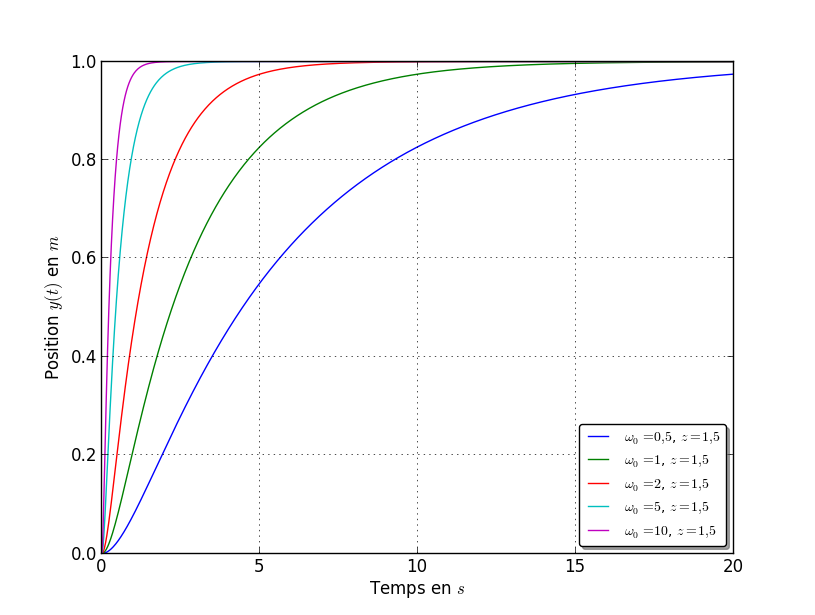 1.0
0.8
0.6
0.4
0.2
0.0
Position y(t) en m
ω₀ =0,5, z=1,5
ω₀ =1, z=1,5
ω₀ =2, z=1,5
ω₀ =5, z=1,5
ω₀ =10, z=1,5
0 5 10 15 20
Temps en s